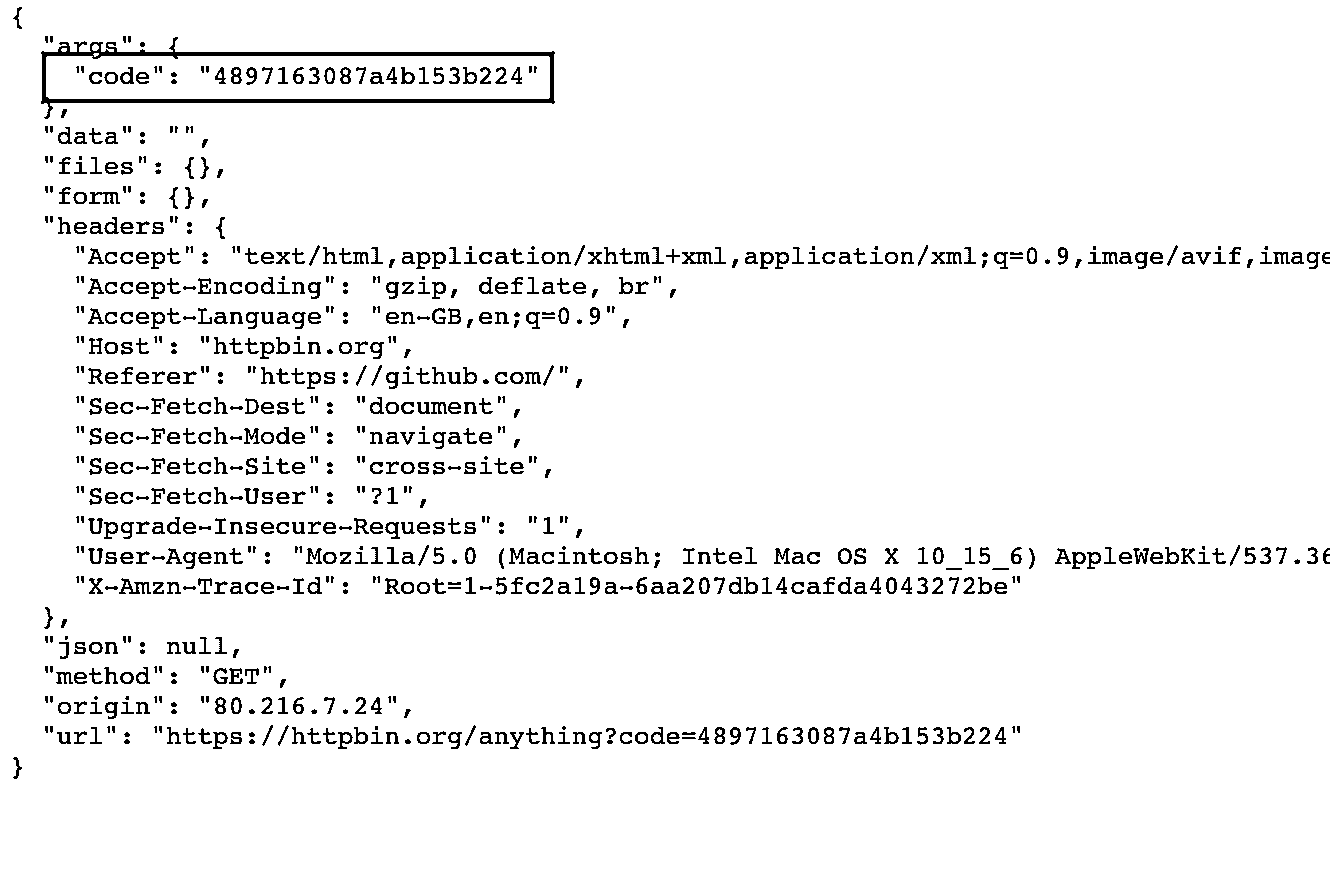 {
  "args": {
    "code": "4897163087a4b153b224"
  },
  "data": "",
  "files": {},
  "form": {},
  "headers": {
    "Accept": "text/html,application/xhtml+xml,application/xml;q=0.9,image/avif,image
    "Accept-Encoding": "gzip, deflate, br",
    "Accept-Language": "en-GB,en;q=0.9",
    "Host": "httpbin.org",
    "Referer": "https://github.com/",
    "Sec-Fetch-Dest": "document",
    "Sec-Fetch-Mode": "navigate",
    "Sec-Fetch-Site": "cross-site",
    "Sec-Fetch-User": "?1",
    "Upgrade-Insecure-Requests": "1",
    "User-Agent": "Mozilla/5.0 (Macintosh; Intel Mac OS X 10_15_6) AppleWebKit/537.36
    "X-Amzn-Trace-Id": "Root=1-5fc2a19a-6aa207db14cafda4043272be"
  },
  "json": null,
  "method": "GET",
  "origin": "80.216.7.24",
  "url": "https://httpbin.org/anything?code=4897163087a4b153b224"
}